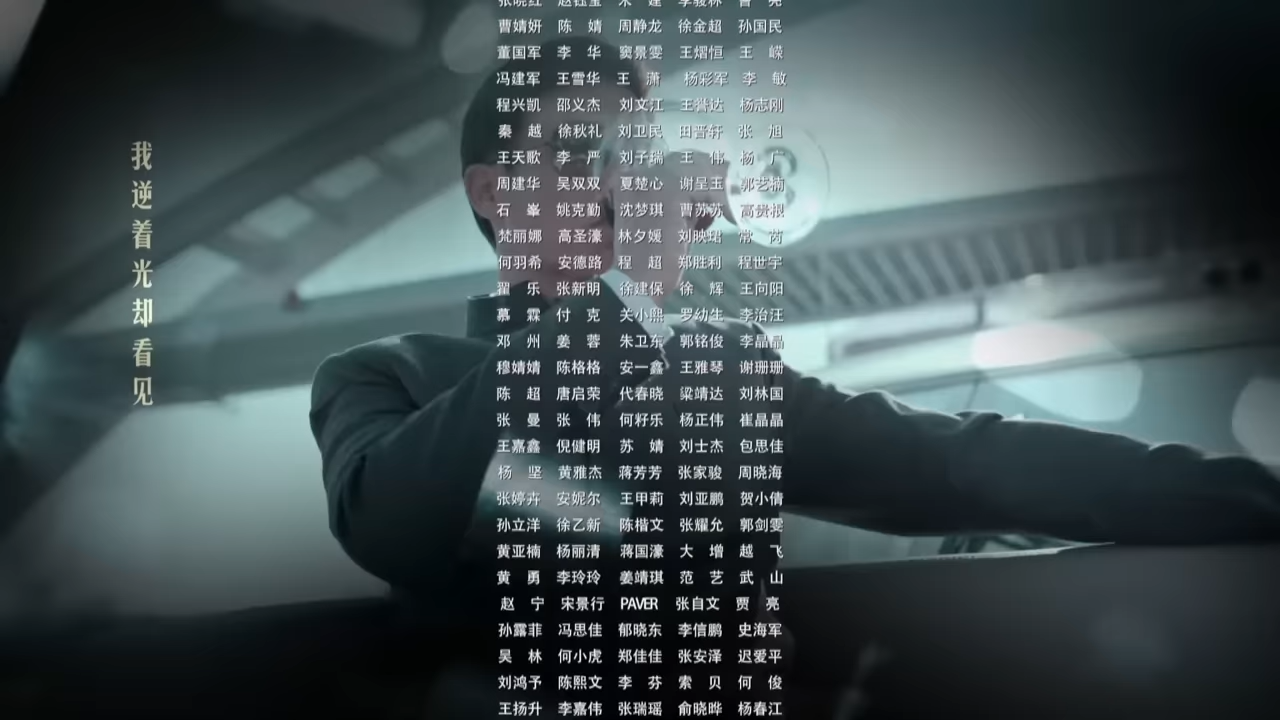 我逆着光却看见
曹婧妍 陈婧 周静龙 徐金超 孙国民
董国军 李华 窦景雯 王熠恒 王嵘
冯建军 王雪华 王潇 杨彩军 李敏
程兴凯 邵义杰 刘文江 王誉达 杨志刚
秦越 徐秋礼 刘卫民 田晋轩 张旭
王天歌 李严 刘子瑞 王伟 杨广
周建华 吴双双 夏楚心 谢呈玉 郭艺楠
石峯 姚克勤 沈梦琪 曹苏苏 高贵根
梵丽娜 高圣濠 林夕媛 刘映珺 常芮
何羽希 安德路 程超 郑胜利 程世宇
翟乐 张新明 徐建保 徐辉 王向阳
慕霖 付克 关小熙 罗幼生 李治汪
邓州 姜蓉 朱卫东 郭铭俊 李晶晶
穆婧婧 陈格格 安一鑫 王雅琴 谢珊珊
陈超 唐启荣 代春晓 梁靖达 刘林国
张曼 张伟 何籽乐 杨正伟 崔晶晶
王嘉鑫 倪健明 苏婧 刘士杰 包思佳
杨坚 黄雅杰 蒋芳芳 张家骏 周晓海
张婷卉 安妮尔 王甲莉 刘亚鹏 贺小倩
孙立洋 徐乙新 陈楷文 张耀允 郭剑雯
黄亚楠 杨丽清 蒋国濠 大增 越飞
黄勇 李玲玲 姜靖琪 范艺 武山
赵宁 宋景行 PAVER 张自文 贾亮
孙露菲 冯思佳 郁晓东 李信鹏 史海军
吴林 何小虎 郑佳佳 张安泽 迟爱平
刘鸿予 陈熙文 李芬 索贝 何俊
王扬升 李嘉伟 张瑞瑶 俞晓晔 杨春江